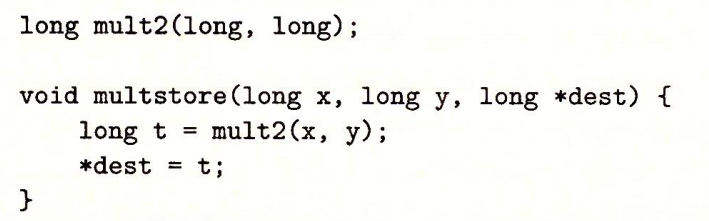 long mult2(long, long);

void multstore(long x, long y, long *dest) {
    long t = mult2(x, y);
    *dest = t;
}